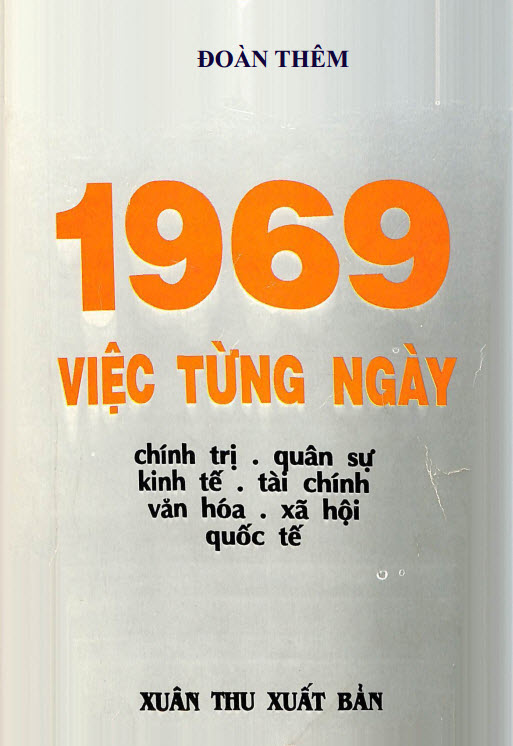 ĐOÀN THÊM
1969
VIỆC TỪNG NGÀY
chính trị . quân sự
kinh tế . tài chính
văn hóa . xã hội
quốc tế
XUÂN THU XUẤT BẢN